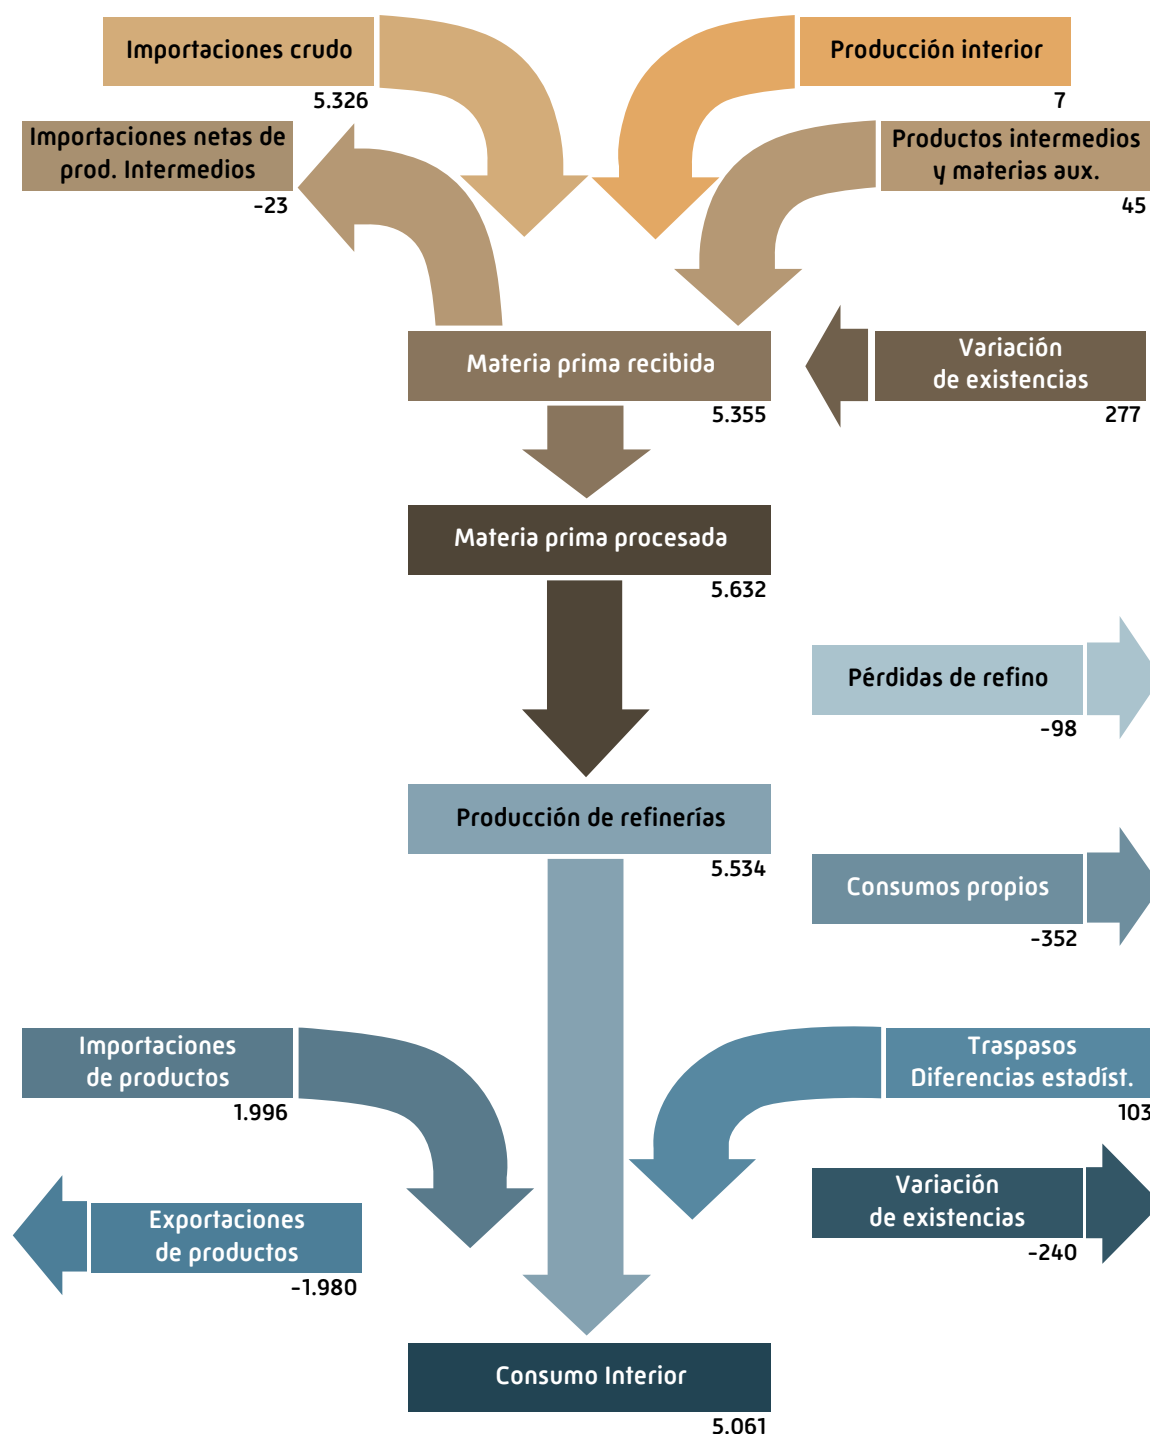 Importaciones crudo
5.326
Producción interior
7
Importaciones netas de
prod. Intermedios
-23
Productos intermedios
y materias aux.
45
Materia prima recibida
5.355
Variación
de existencias
277
Materia prima procesada
5.632
Pérdidas de refino
-98
Producción de refinerías
5.534
Consumos propios
-352
Importaciones
de productos
1.996
Traspasos
Diferencias estadíst.
103
Exportaciones
de productos
-1.980
Variación
de existencias
-240
Consumo Interior
5.061